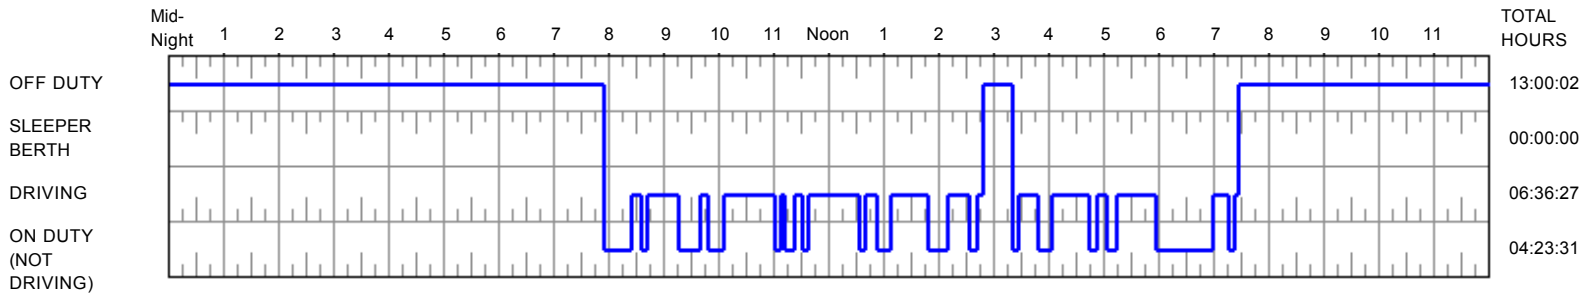 Mid-
Night 1 2 3 4 5 6 7 8 9 10 11 Noon 1 2 3 4 5 6 7 8 9 10 11 TOTAL
HOURS
OFF DUTY 13:00:02
SLEEPER
BERTH 00:00:00
DRIVING 06:36:27
ON DUTY
(NOT 04:23:31
DRIVING)